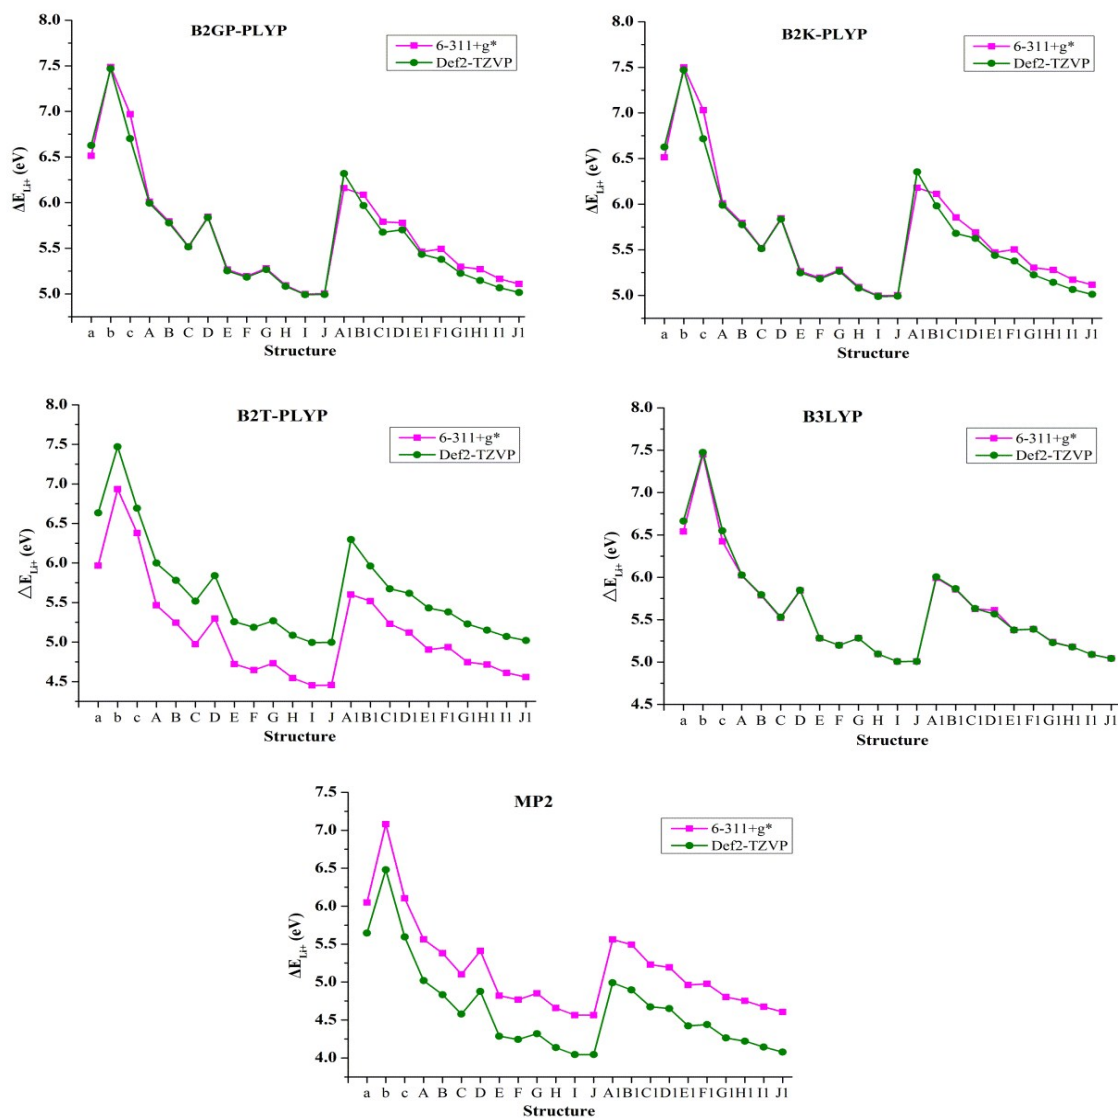 B2GP-PLYP
6-311+g*
Def2-TZVP
8.0
7.5
7.0
6.5
6.0
5.5
5.0
ΔE_Li+ (eV)
a b c A B C D E F G H I J A1 B1 C1 D1 E1 F1 G1 H1 I1 J1
Structure
B2K-PLYP
6-311+g*
Def2-TZVP
8.0
7.5
7.0
6.5
6.0
5.5
5.0
ΔE_Li+ (eV)
a b c A B C D E F G H I J A1 B1 C1 D1 E1 F1 G1 H1 I1 J1
Structure
B2T-PLYP
6-311+g*
Def2-TZVP
8.0
7.5
7.0
6.5
6.0
5.5
5.0
4.5
△E_Li+ (eV)
a b c A B C D E F G H I J A1 B1 C1 D1 E1 F1 G1 H1 I1 J1
Structure
B3LYP
6-311+g*
Def2-TZVP
8.0
7.5
7.0
6.5
6.0
5.5
5.0
4.5
△E_Li+ (eV)
a b c A B C D E F G H I J A1 B1 C1 D1 E1 F1 G1 H1 I1 J1
Structure
MP2
6-311+g*
Def2-TZVP
7.5
7.0
6.5
6.0
5.5
5.0
4.5
4.0
ΔE_Li+ (eV)
a b c A B C D E F G H I J A1 B1 C1 D1 E1 F1 G1 H1 I1 J1
Structure